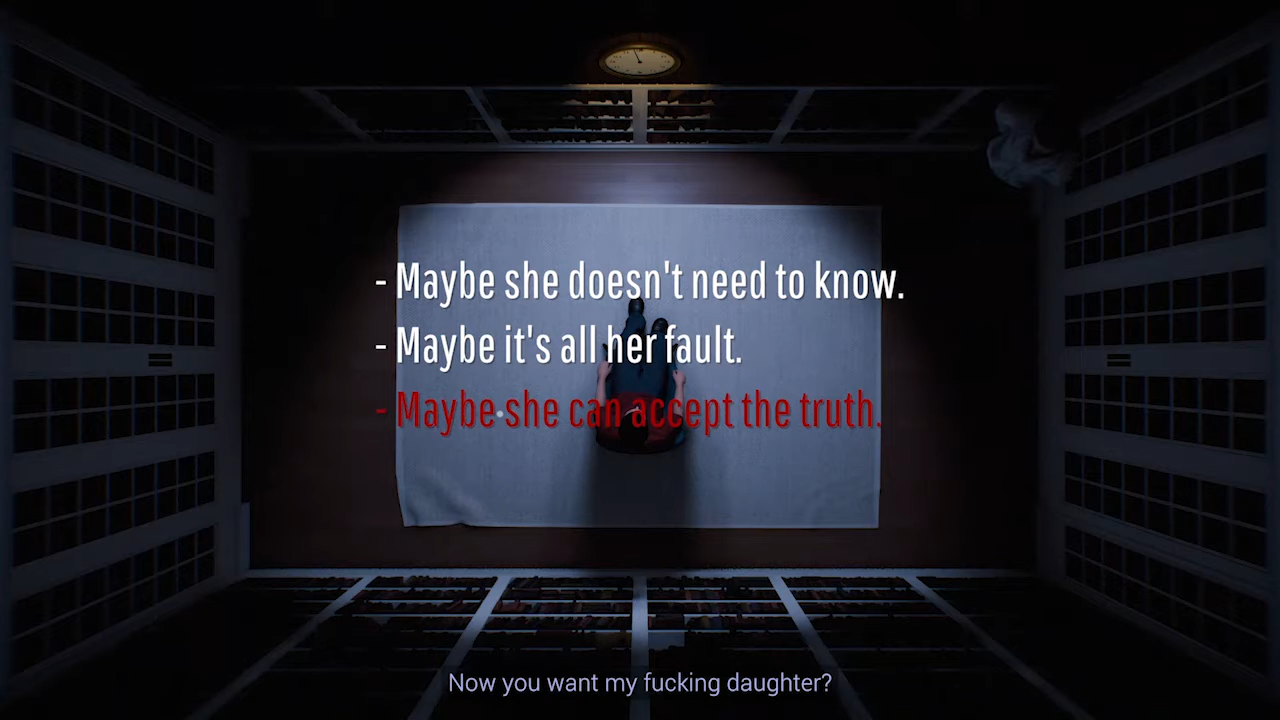 - Maybe she doesn't need to know.
- Maybe it's all her fault.
- Maybe she can accept the truth.
Now you want my fucking daughter?